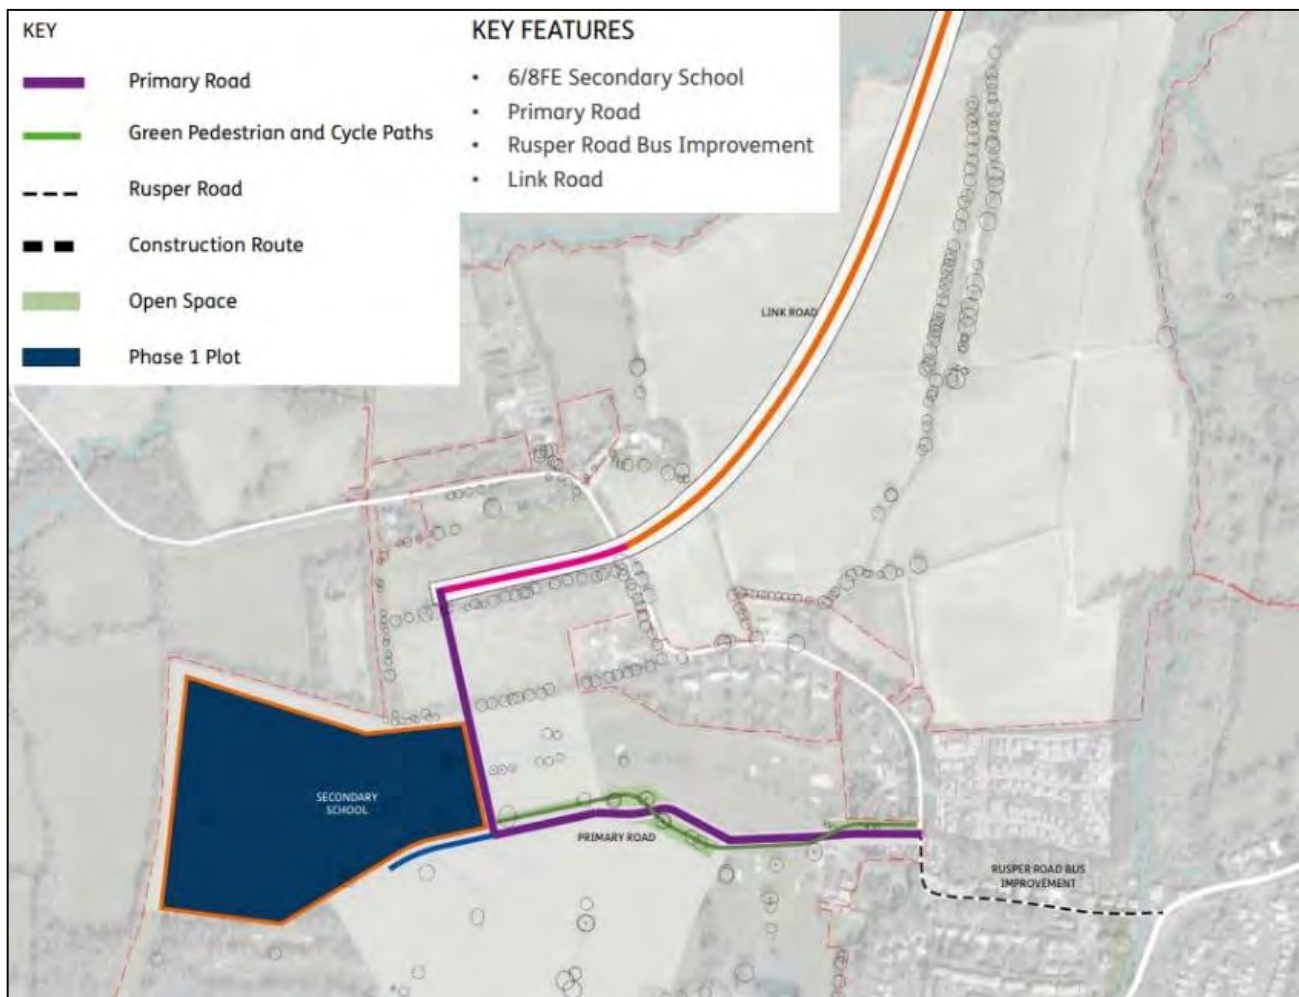 KEY
Primary Road
Green Pedestrian and Cycle Paths
Rusper Road
Construction Route
Open Space
Phase 1 Plot
KEY FEATURES
• 6/8FE Secondary School
• Primary Road
• Rusper Road Bus Improvement
• Link Road
LINK ROAD
SECONDARY
SCHOOL
PRIMARY ROAD
RUSPER ROAD BUS
IMPROVEMENT